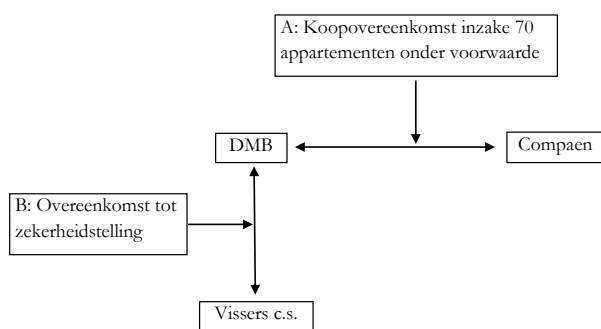 A: Koopovereenkomst inzake 70
appartementen onder voorwaarde
DMB
Compaen
B: Overeenkomst tot
zekerheidstelling
Vissers c.s.